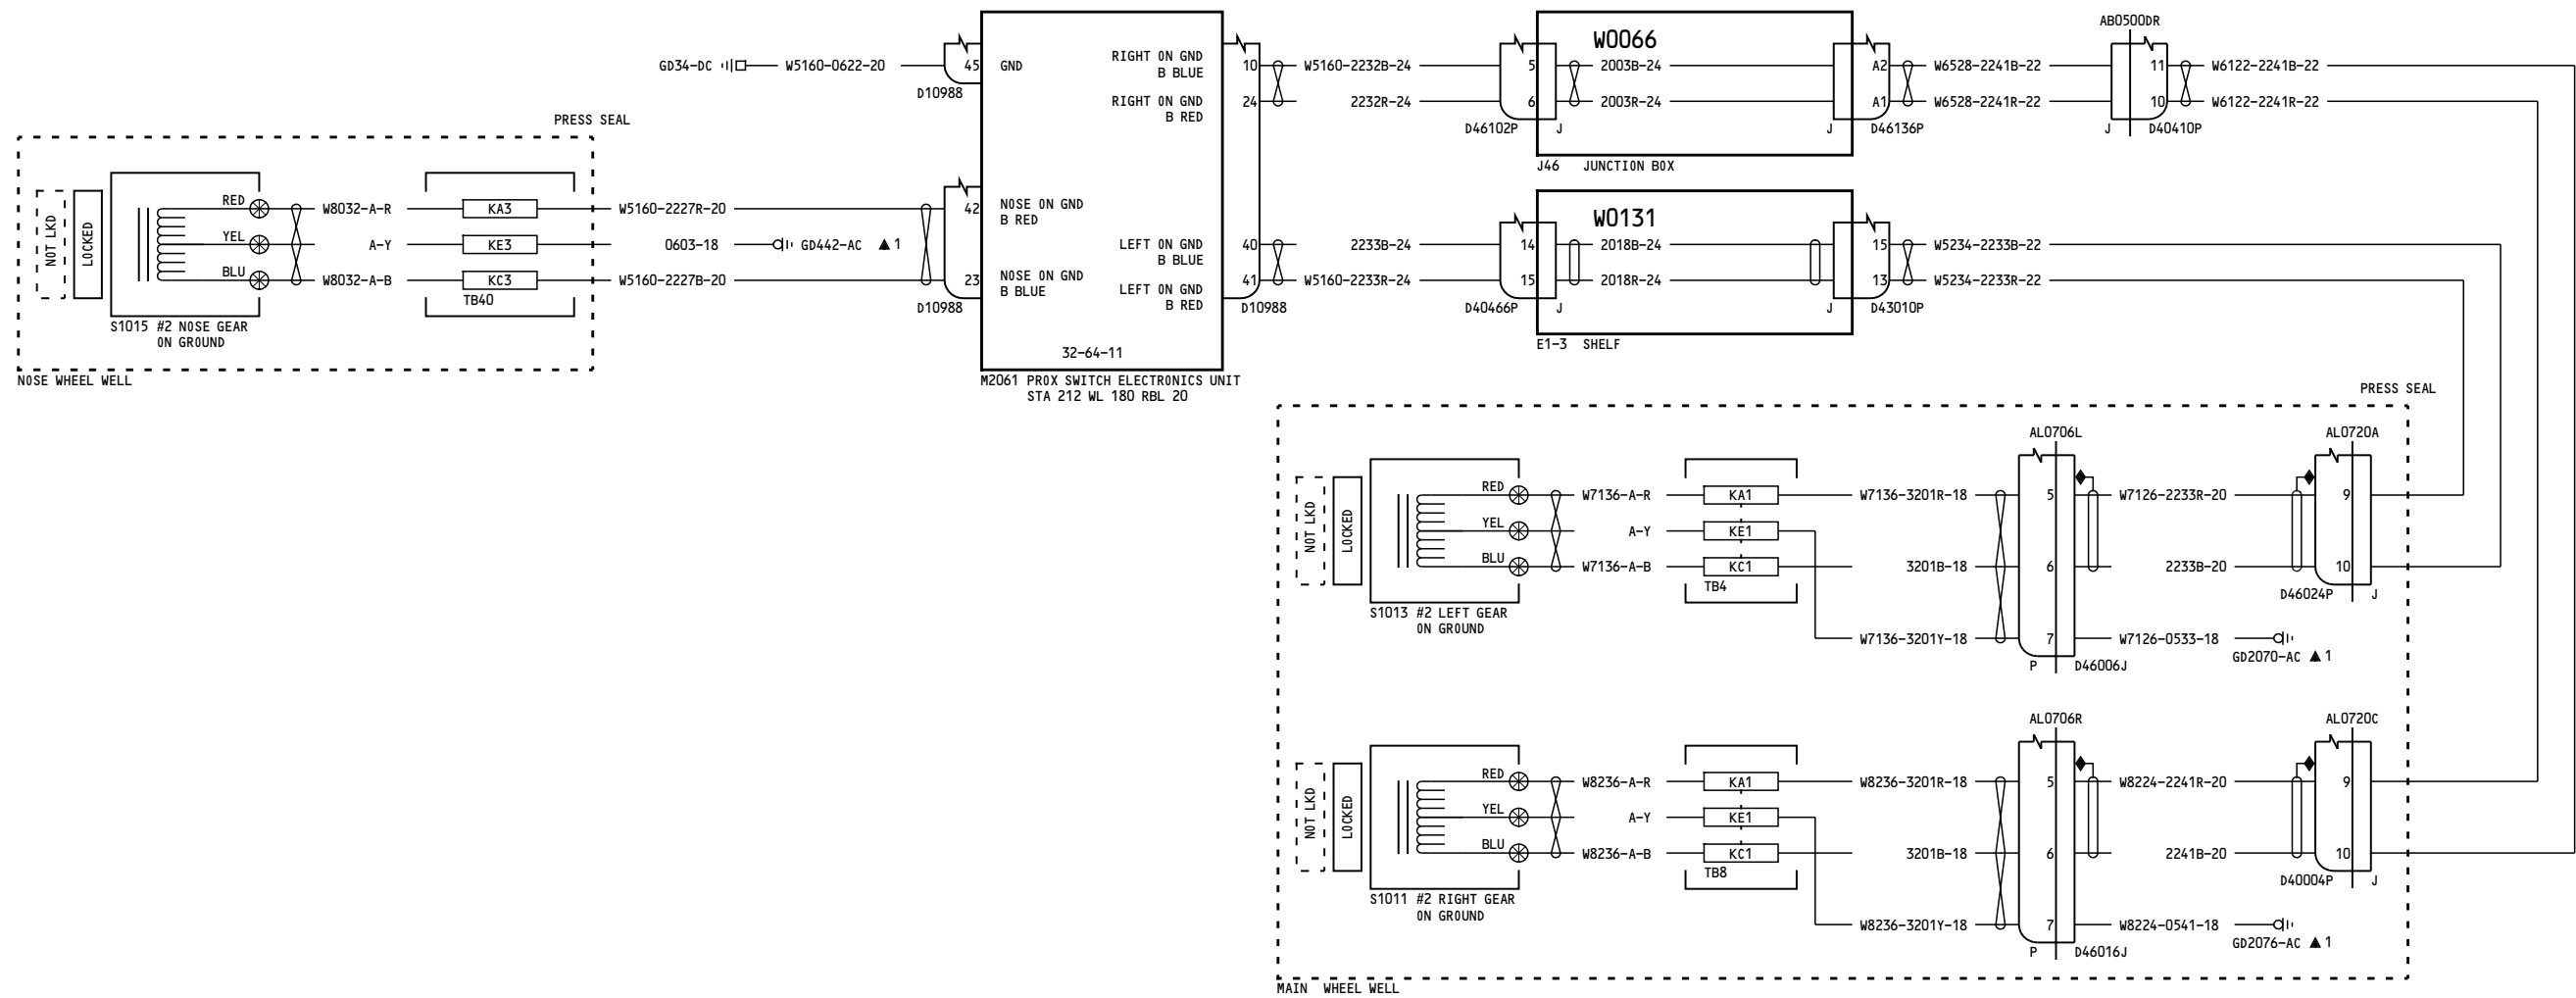 GD34-DC W5160-0622-20 45 GND
D10988
RIGHT ON GND
B BLUE
10 W5160-2232B-24
RIGHT ON GND
B RED
24 2232R-24
W0066
5 2003B-24 A2 W6528-2241B-22
6 2003R-24 A1 W6528-2241R-22
D46102P J J D46136P
J46 JUNCTION BOX
AB0500DR
11 W6122-2241B-22
10 W6122-2241R-22
J D40410P
PRESS SEAL
NOT LKD
LOCKED
RED W8032-A-R KA3 W5160-2227R-20 42 NOSE ON GND
B RED
YEL A-Y KE3 0603-18 GD442-AC ▲ 1
BLU W8032-A-B KC3 W5160-2227B-20 23 NOSE ON GND
B BLUE
TB40
D10988
S1015 #2 NOSE GEAR
ON GROUND
NOSE WHEEL WELL
LEFT ON GND
B BLUE
40 2233B-24
LEFT ON GND
B RED
41 W5160-2233R-24
D10988
32-64-11
M2061 PROX SWITCH ELECTRONICS UNIT
STA 212 WL 180 RBL 20
W0131
14 2018B-24 15 W5234-2233B-22
15 2018R-24 13 W5234-2233R-22
D40466P J J D43010P
E1-3 SHELF
PRESS SEAL
AL0706L AL0720A
NOT LKD
LOCKED
RED W7136-A-R KA1 W7136-3201R-18 5 W7126-2233R-20 9
YEL A-Y KE1
BLU W7136-A-B KC1 3201B-18 6 2233B-20 10
TB4
D46024P J
S1013 #2 LEFT GEAR
ON GROUND
W7136-3201Y-18 7 W7126-0533-18
GD2070-AC ▲ 1
P D46006J
AL0706R AL0720C
NOT LKD
LOCKED
RED W8236-A-R KA1 W8236-3201R-18 5 W8224-2241R-20 9
YEL A-Y KE1
BLU W8236-A-B KC1 3201B-18 6 2241B-20 10
TB8
D40004P J
S1011 #2 RIGHT GEAR
ON GROUND
W8236-3201Y-18 7 W8224-0541-18
GD2076-AC ▲ 1
P D46016J
MAIN WHEEL WELL